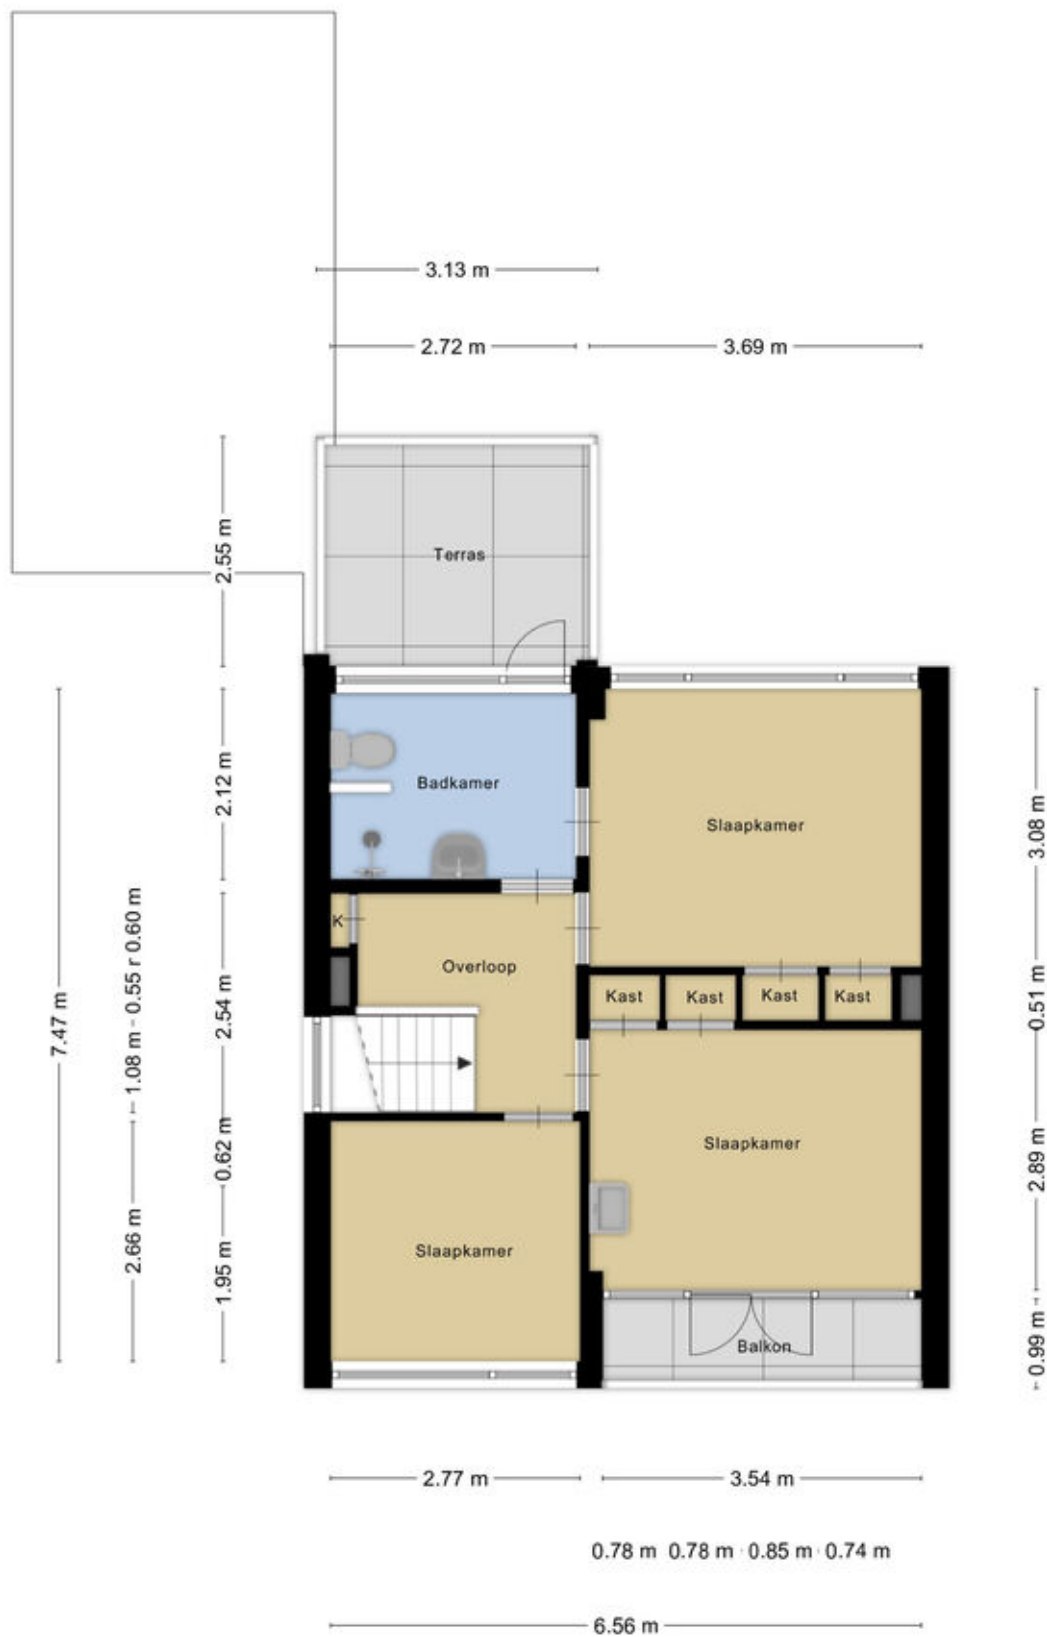 3.13 m
2.72 m
3.69 m
Terras
2.55 m
7.47 m
1.08 m
0.55
0.60 m
2.66 m
2.12 m
2.54 m
0.62 m
1.95 m
Badkamer
Slaapkamer
K
Overloop
Kast
Kast
Kast
Kast
Slaapkamer
Slaapkamer
Balkon
3.08 m
0.51 m
2.89 m
0.99 m
2.77 m
3.54 m
0.78 m 0.78 m 0.85 m 0.74 m
6.56 m